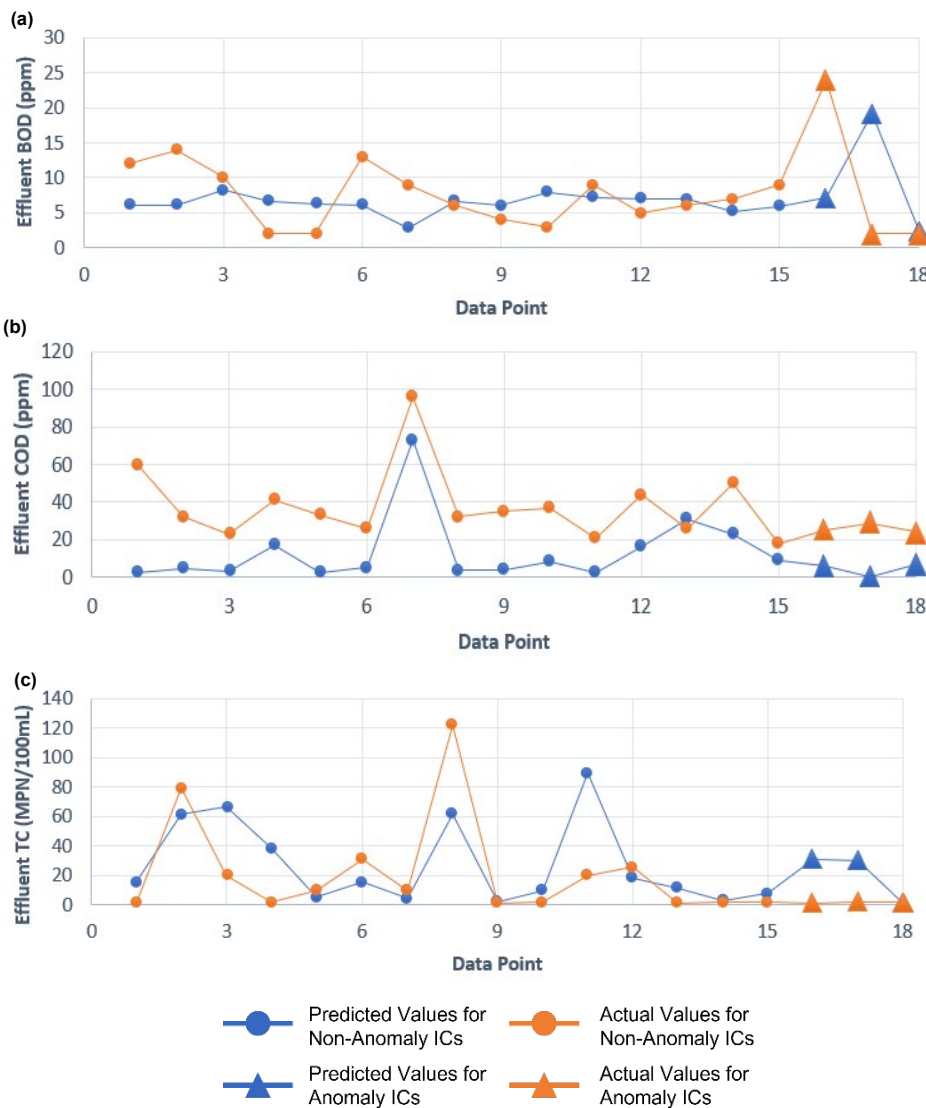 (a)
Effluent BOD (ppm)
30
25
20
15
10
5
0
0 3 6 9 12 15 18
Data Point
(b)
Effluent COD (ppm)
120
100
80
60
40
20
0
0 3 6 9 12 15 18
Data Point
(c)
Effluent TC (MPN/100mL)
140
120
100
80
60
40
20
0
0 3 6 9 12 15 18
Data Point
Predicted Values for
Non-Anomaly ICs
Actual Values for
Non-Anomaly ICs
Predicted Values for
Anomaly ICs
Actual Values for
Anomaly ICs